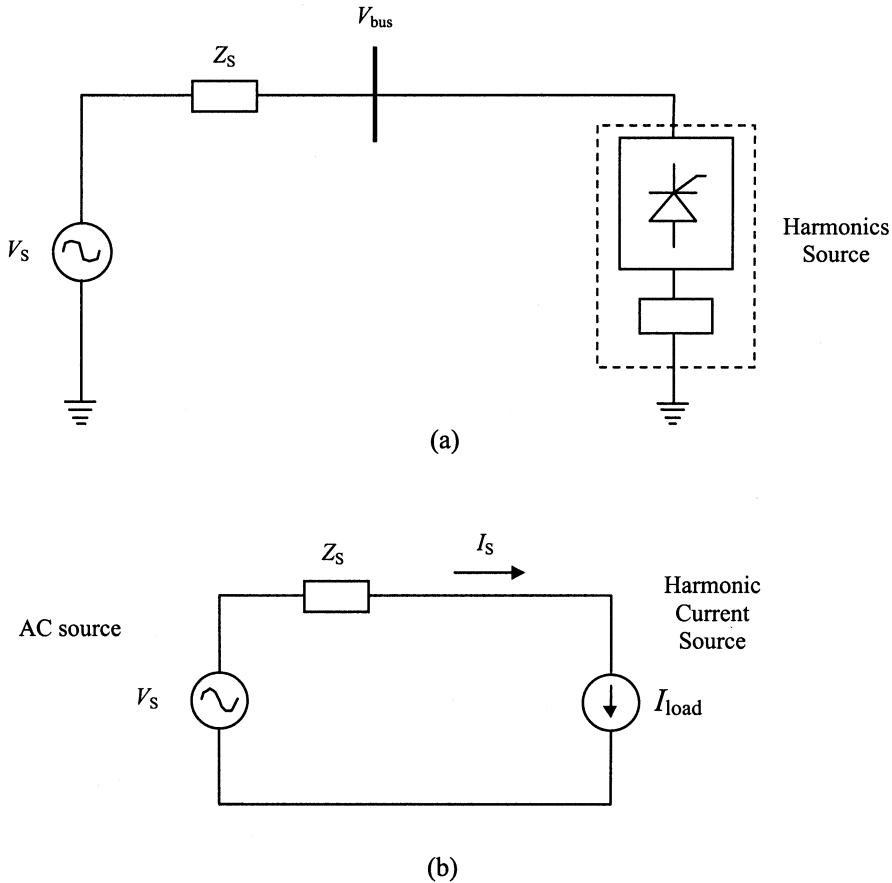 V_bus
Z_S
V_S
Harmonics
Source
(a)
Z_S
I_S
Harmonic
Current
Source
AC source
V_S
I_load
(b)